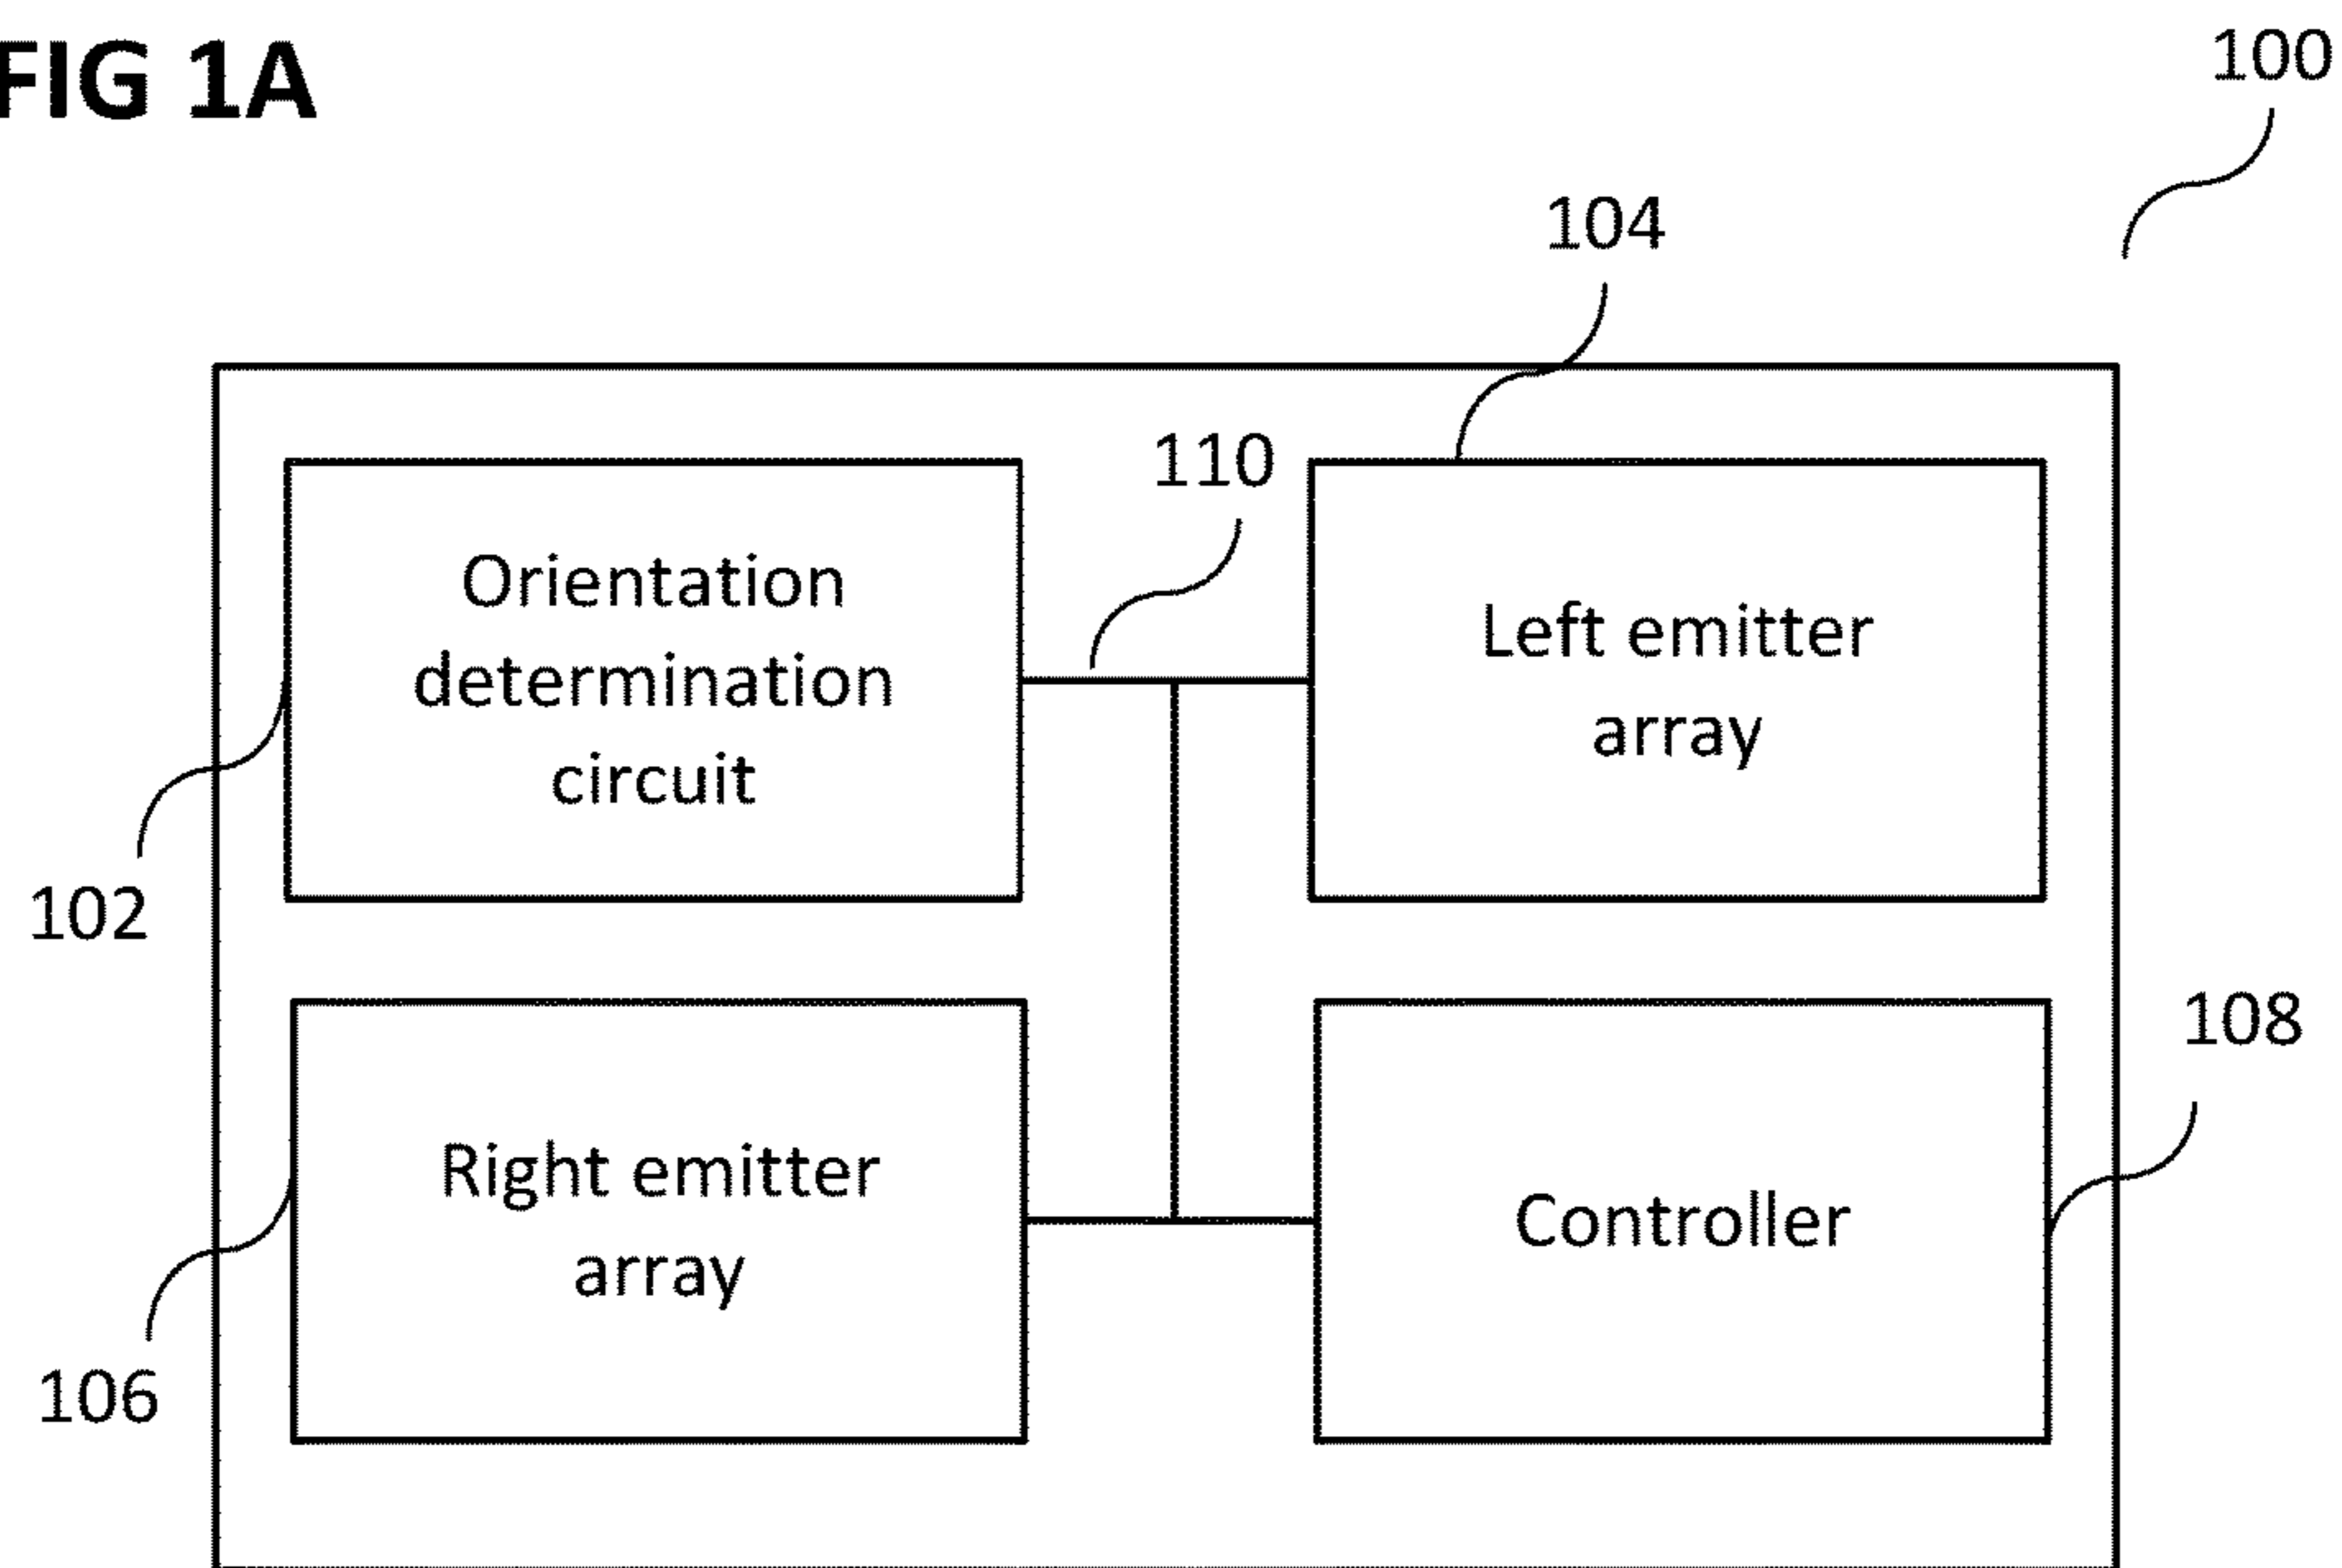 FIG 1A
100
104
110
Orientation
determination
circuit
Left emitter
array
102
108
Right emitter
array
Controller
106